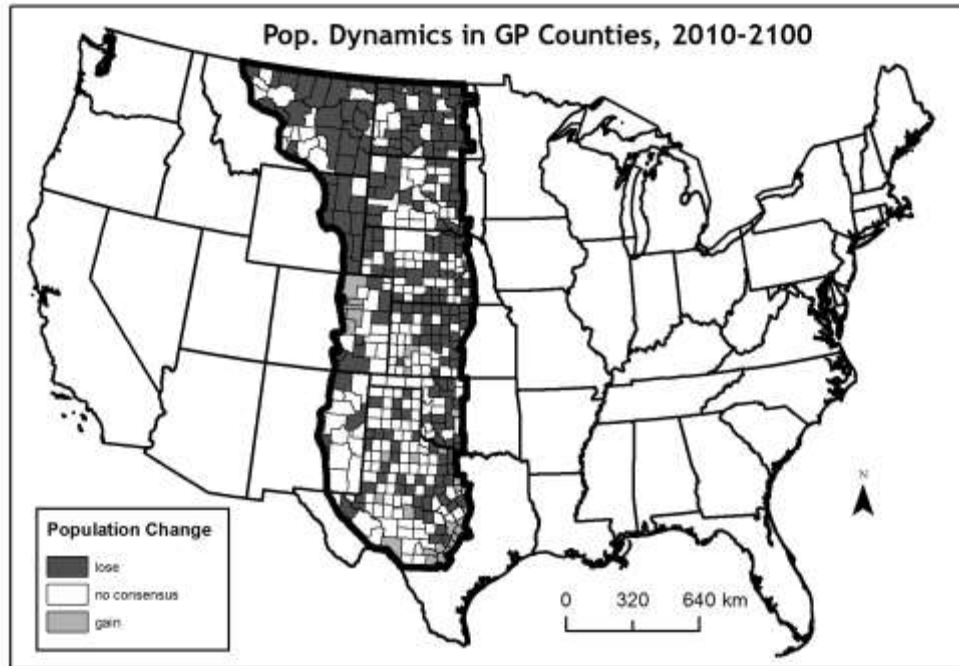 Pop. Dynamics in GP Counties, 2010-2100
N
Population Change
lose
no consensus
gain
0 320 640 km